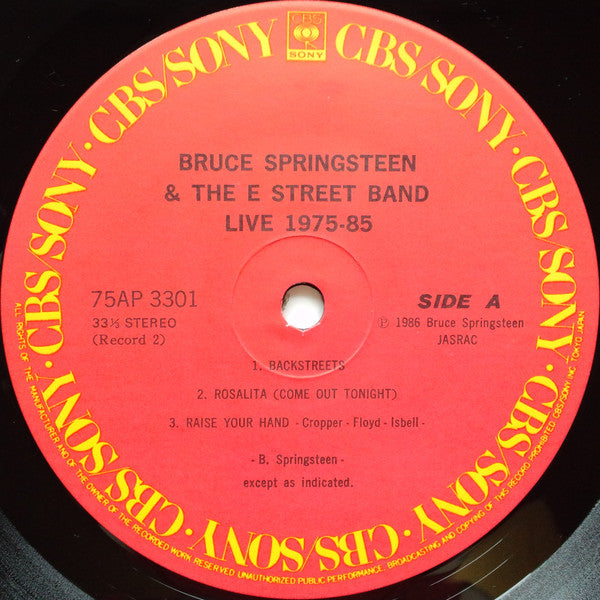 CBS
SONY
CBS/SONY · CBS/SONY · CBS/SONY · CBS/SONY · CBS/SONY · CBS/SONY · CBS/SONY · CBS/SONY
BRUCE SPRINGSTEEN
& THE E STREET BAND
LIVE 1975-85
75AP 3301
33⅓ STEREO
(Record 2)
SIDE A
Ⓟ 1986 Bruce Springsteen
JASRAC
1. BACKSTREETS
2. ROSALITA (COME OUT TONIGHT)
3. RAISE YOUR HAND - Cropper - Floyd - Isbell -
- B. Springsteen -
except as indicated.
ALL RIGHTS OF THE MANUFACTURER AND OF THE OWNER OF THE RECORDED WORK RESERVED UNAUTHORIZED PUBLIC PERFORMANCE, BROADCASTING AND COPYING OF THIS RECORD PROHIBITED CBS/SONY INC. TOKYO JAPAN